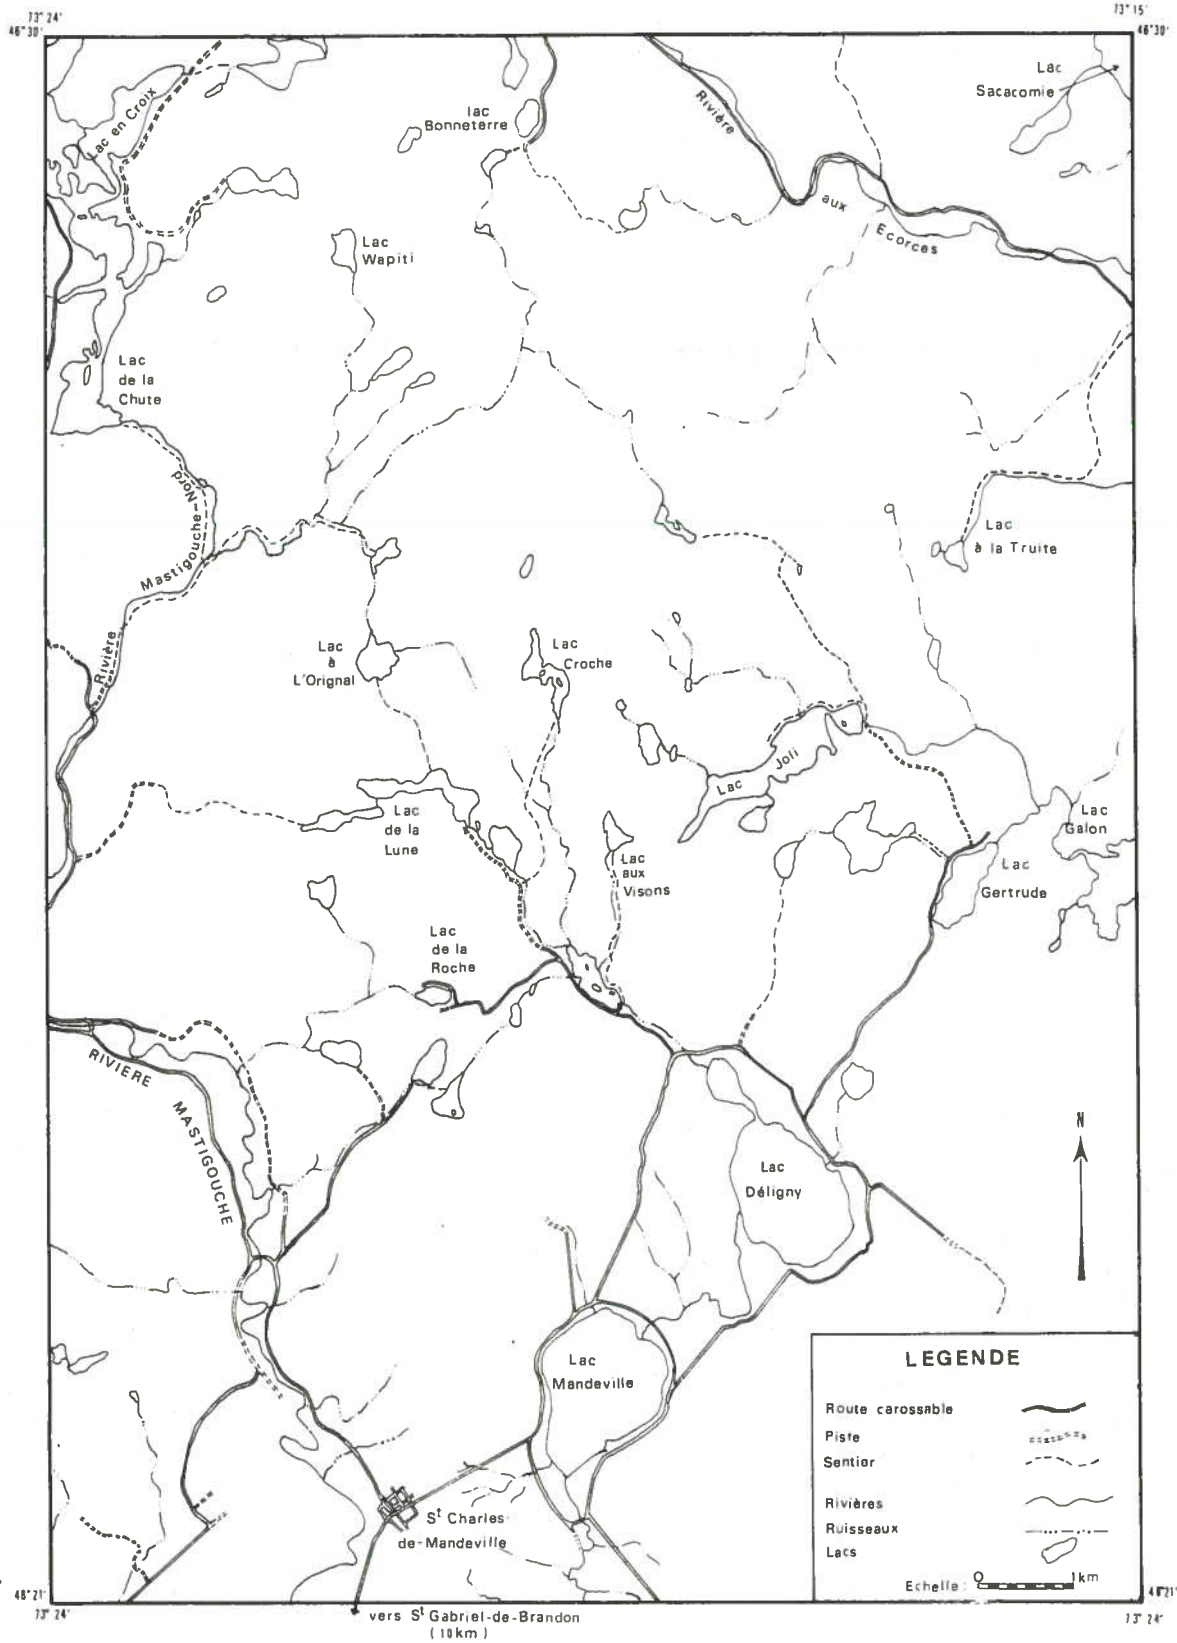 73° 24'
46° 30'
73° 15'
46° 30'
Lac
Sacacomie
Lac en Croix
lac
Bonneterre
Rivière
aux
Ecorces
Lac
Wapiti
Lac
de la
Chute
Rivière
Mastigouche-Nord
Lac
à la Truite
Lac
à
L'Orignal
Lac
Croche
Lac
Joli
Lac
de la
Lune
Lac
aux
Visons
Lac
Galon
Lac
Gertrude
Lac
de la
Roche
RIVIERE
MASTIGOUCHE
N
Lac
Déligny
Lac
Mandeville
St Charles-
de-Mandeville
LEGENDE
Route carossable
Piste
Sentier
Rivières
Ruisseaux
Lacs
Echelle: 0 1km
46°21'
73° 24'
46°21'
73° 24'
vers St Gabriel-de-Brandon
(10km)